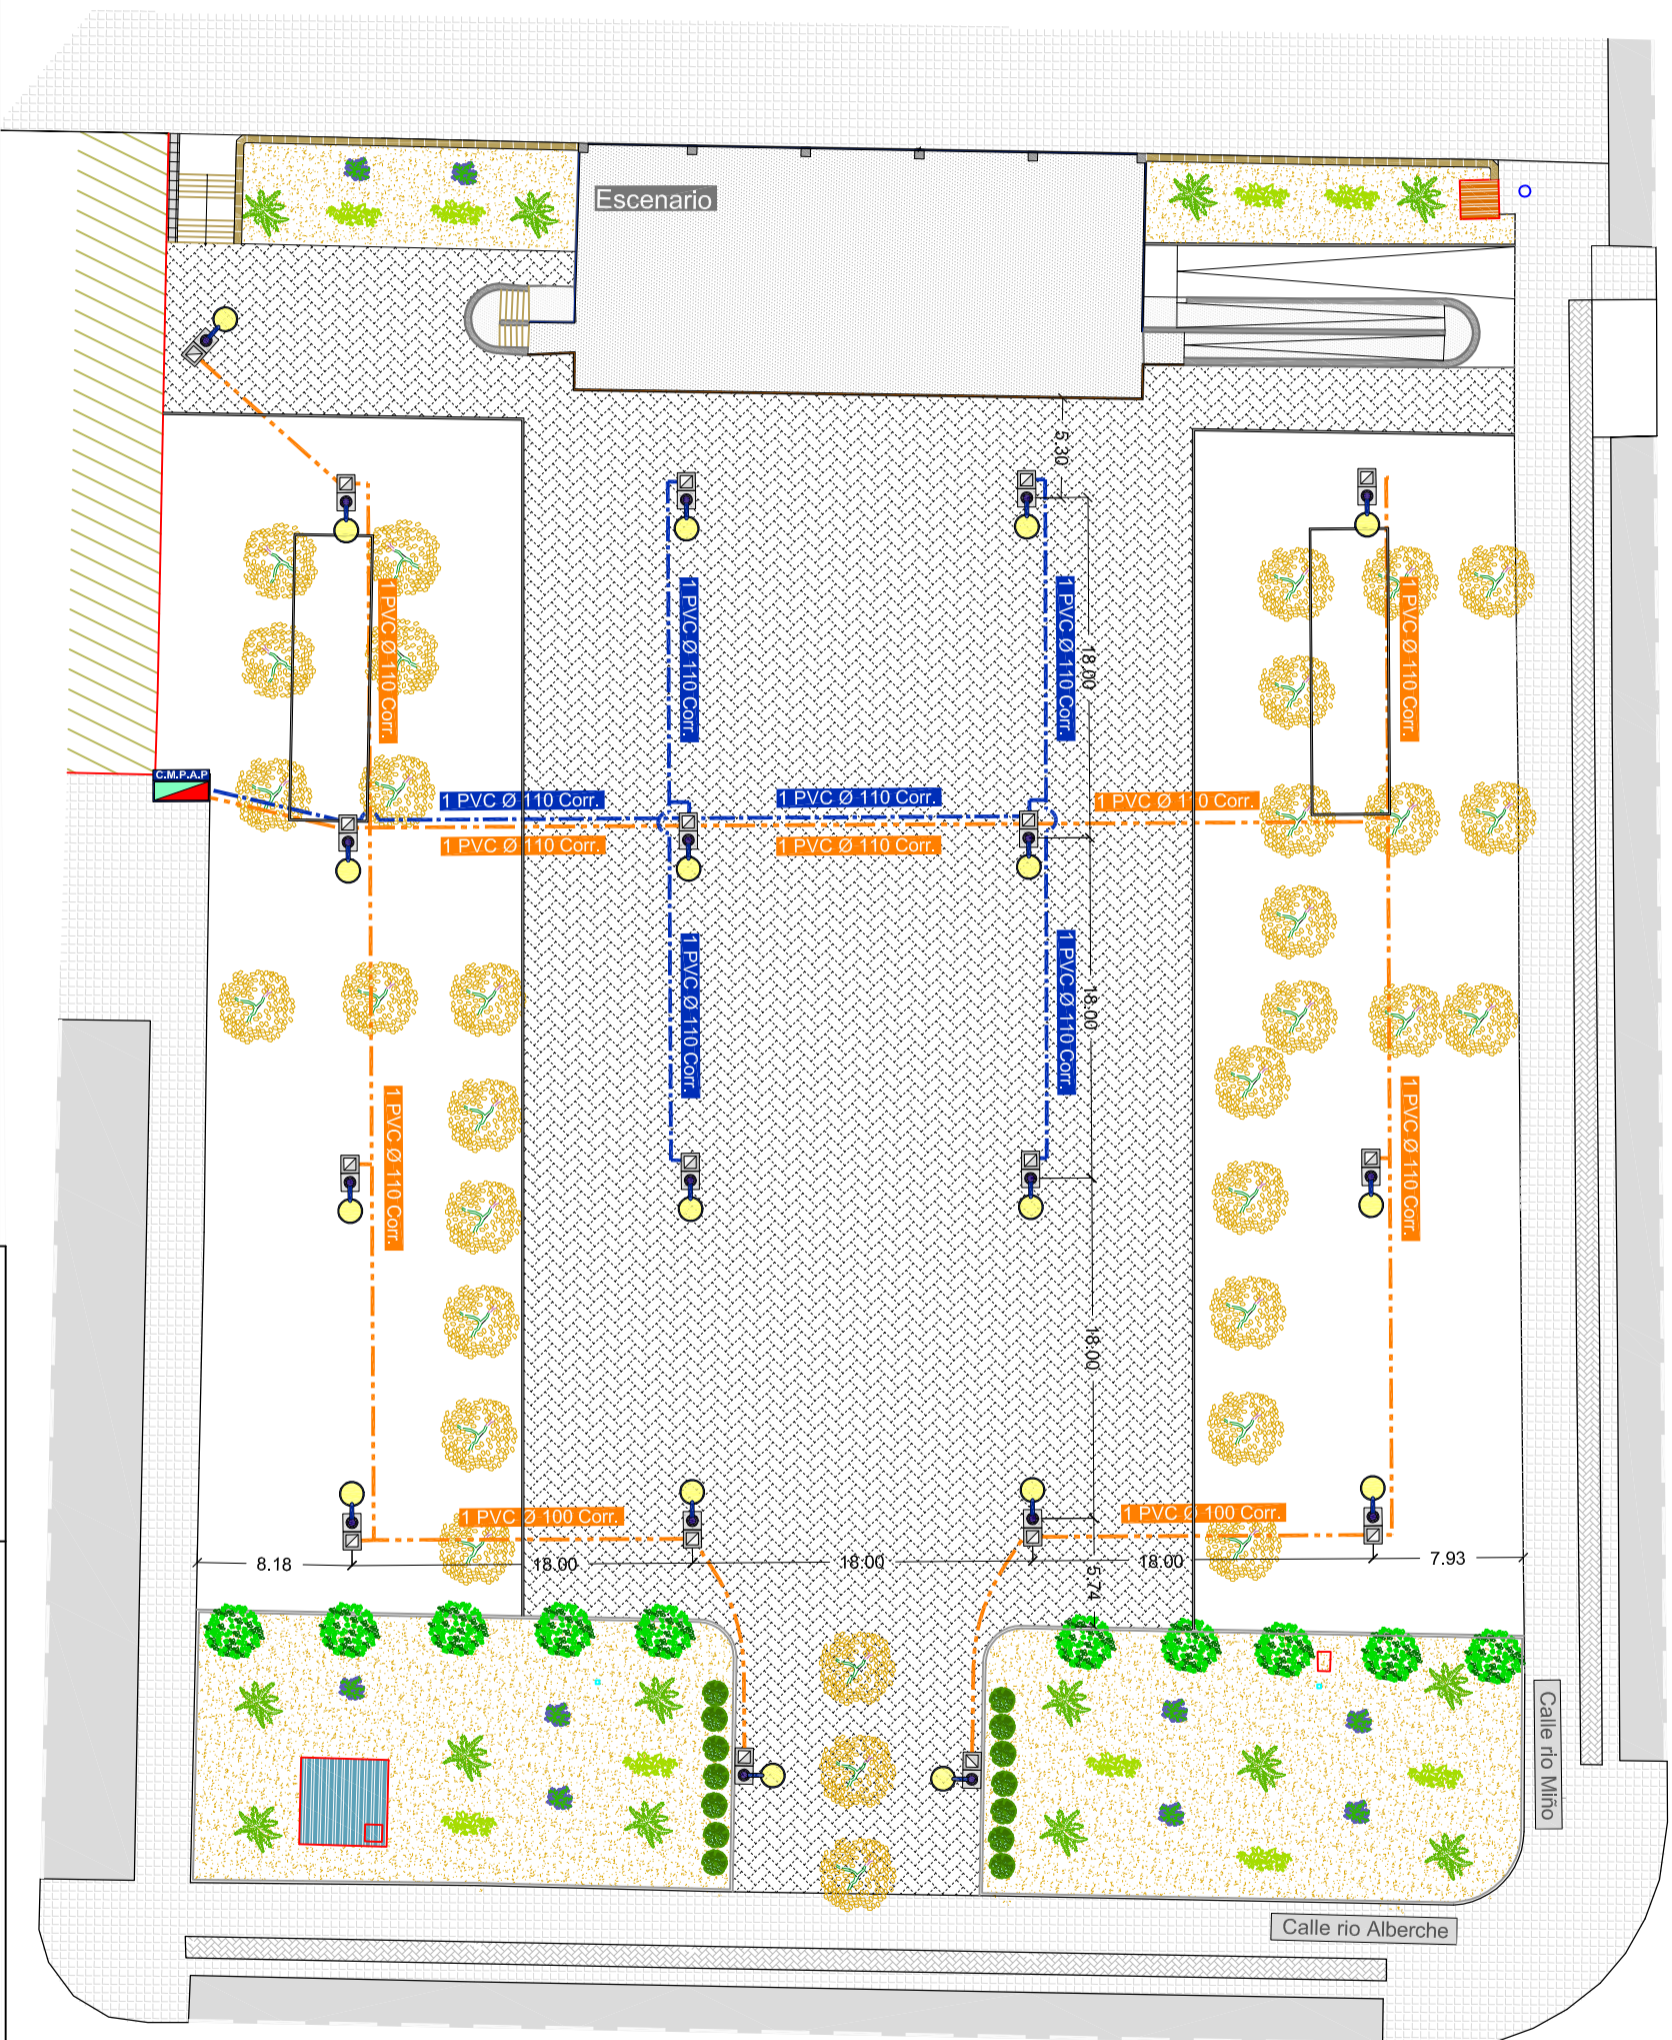 Escenario
5.30
1 PVC Ø 110 Corr.
1 PVC Ø 110 Corr.
1 PVC Ø 110 Corr.
1 PVC Ø 110 Corr.
18.00
C.M.P.A.P
1 PVC Ø 110 Corr.
1 PVC Ø 110 Corr.
1 PVC Ø 110 Corr.
1 PVC Ø 110 Corr.
1 PVC Ø 110 Corr.
1 PVC Ø 110 Corr.
1 PVC Ø 110 Corr.
18.00
1 PVC Ø 110 Corr.
1 PVC Ø 110 Corr.
18.00
1 PVC Ø 100 Corr.
1 PVC Ø 100 Corr.
8.18
18.00
18.00
18.00
7.93
5.74
Calle rio Miño
Calle rio Alberche